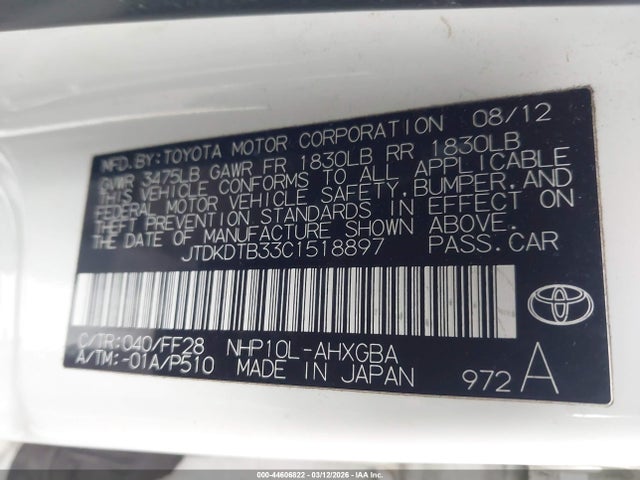 MFD. BY: TOYOTA MOTOR CORPORATION 08/12
GVWR 3475LB GAWR FR 1830LB RR 1830LB
THIS VEHICLE CONFORMS TO ALL APPLICABLE
FEDERAL MOTOR VEHICLE SAFETY, BUMPER, AND
THEFT PREVENTION STANDARDS IN EFFECT ON
THE DATE OF MANUFACTURE SHOWN ABOVE.
JTDKDTB33C1518897 PASS. CAR
C/TR: 040/FF28 NHP10L-AHXGBA
A/TM: -01A/P510 MADE IN JAPAN 972 A
000-44606822 - 03/12/2026 - IAA Inc.